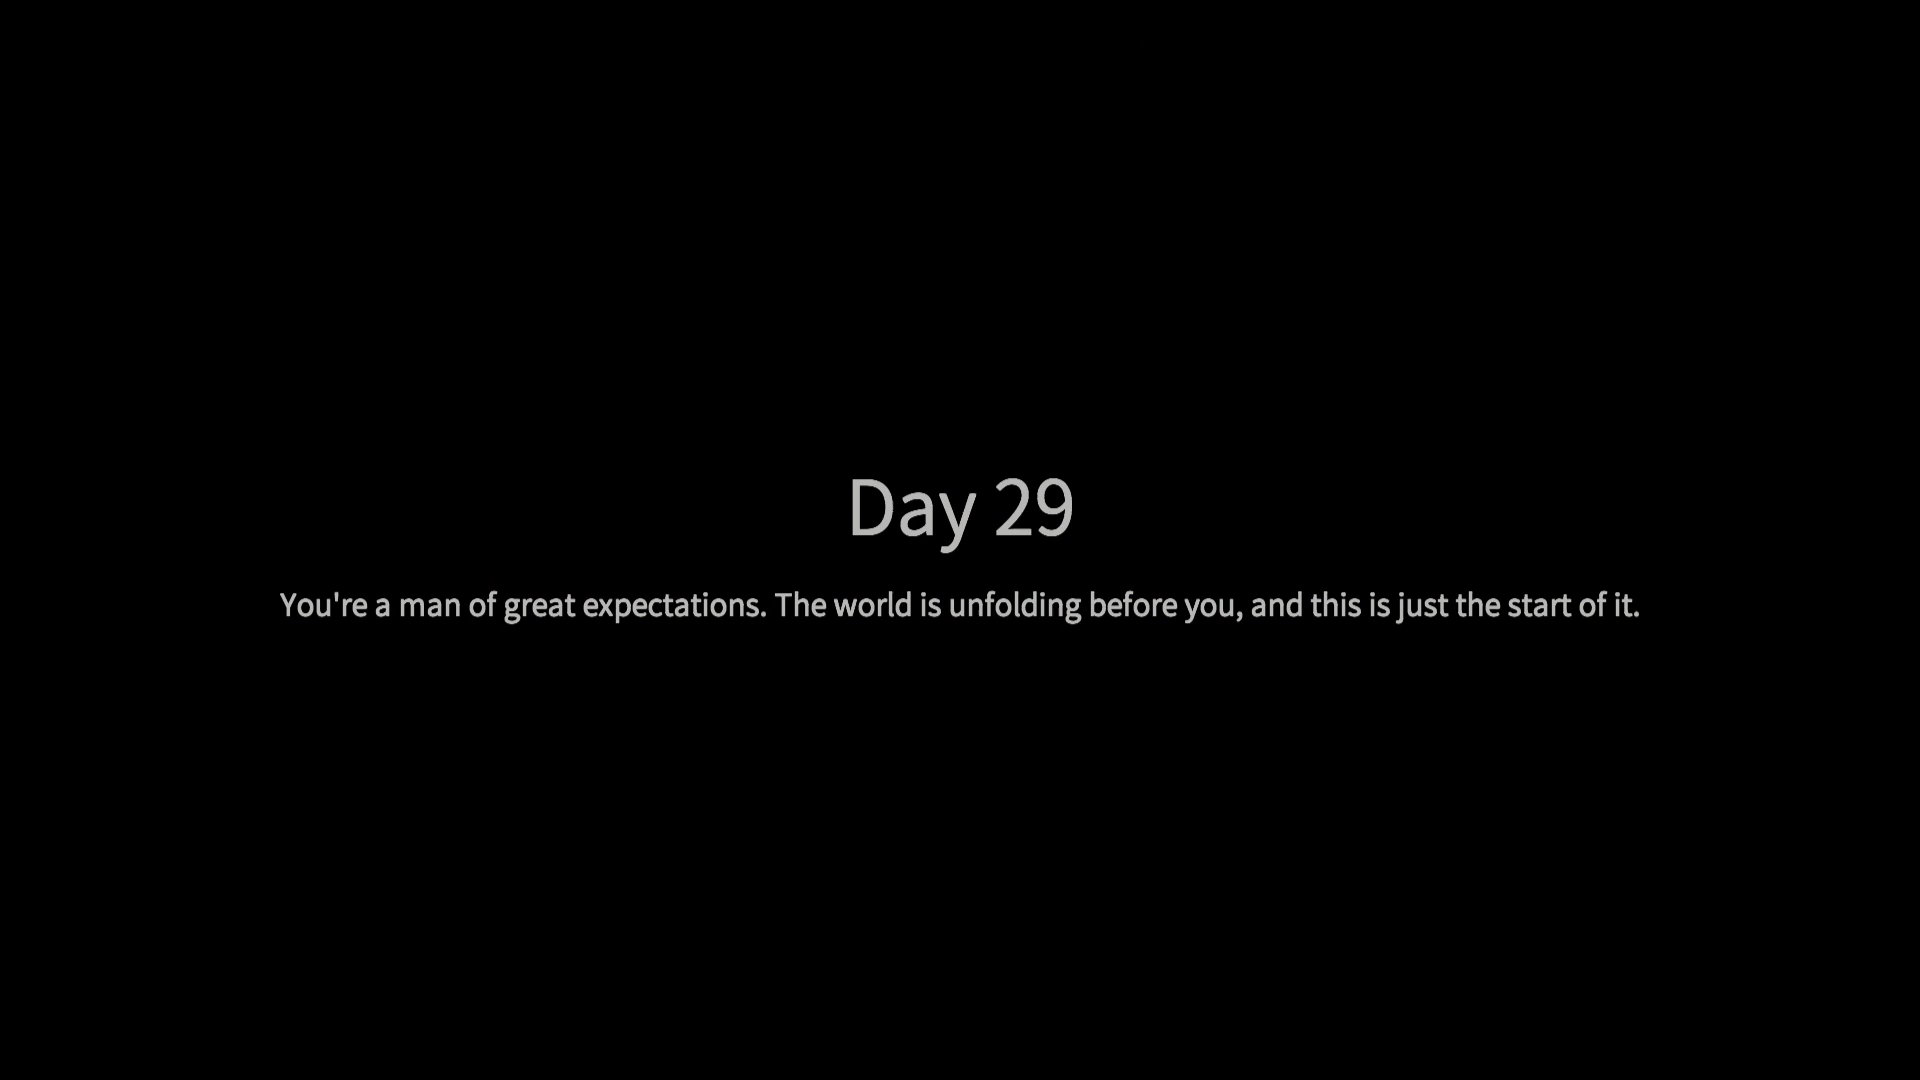 Day 29
You're a man of great expectations. The world is unfolding before you, and this is just the start of it.